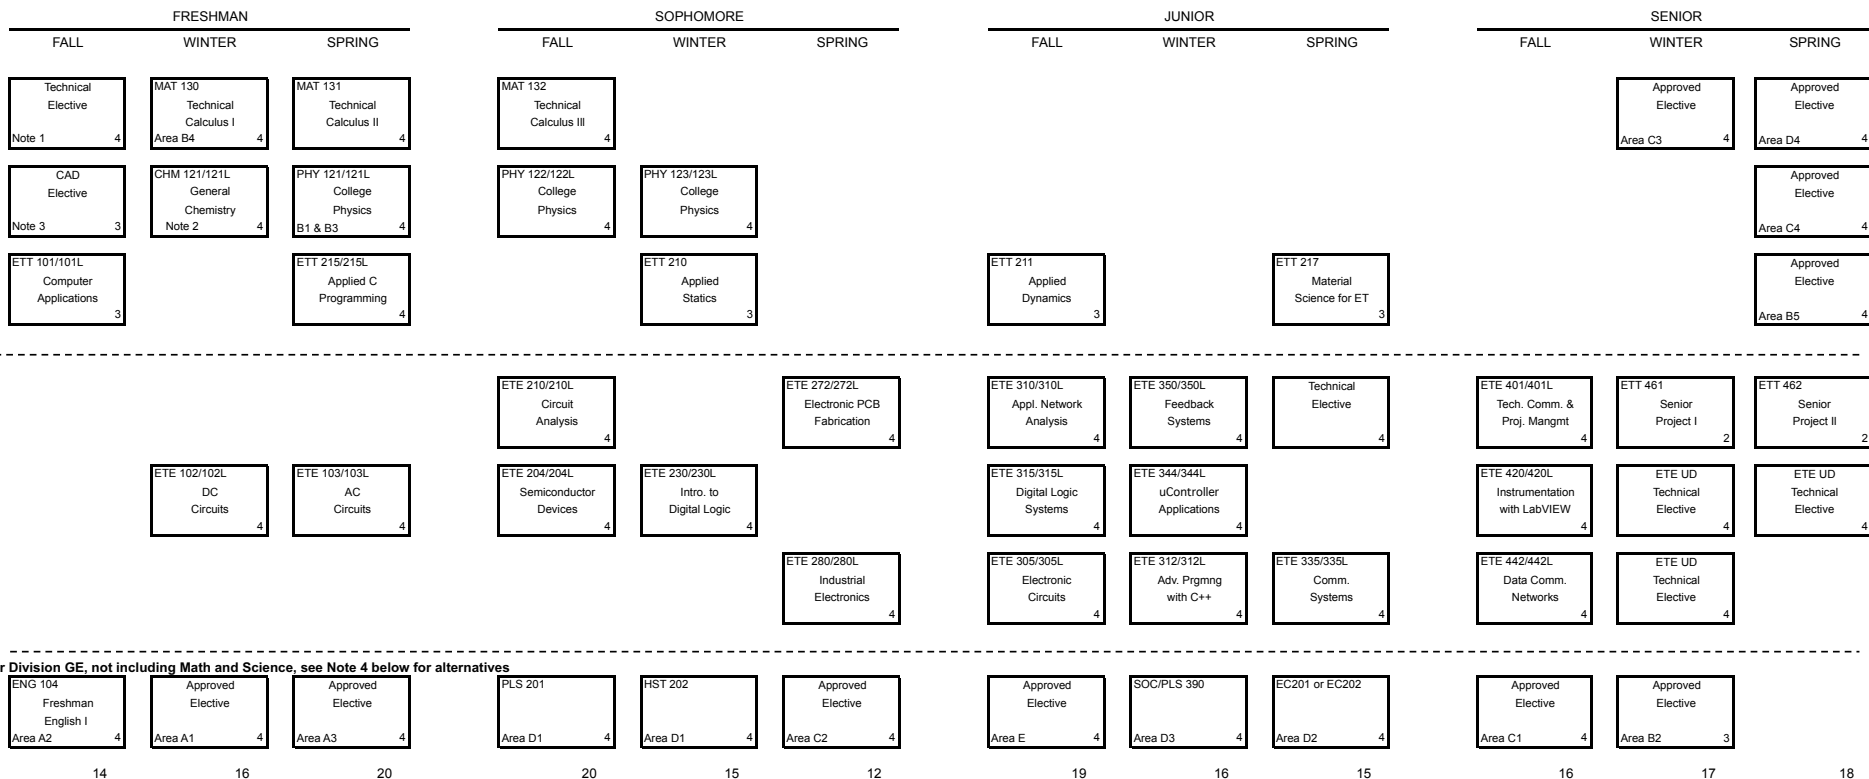 FRESHMAN SOPHOMORE JUNIOR SENIOR
FALL WINTER SPRING FALL WINTER SPRING FALL WINTER SPRING FALL WINTER SPRING
Technical
Elective
Note 1 4
MAT 130
Technical
Calculus I
Area B4 4
MAT 131
Technical
Calculus II
4
MAT 132
Technical
Calculus III
4
Approved
Elective
Area C3 4
Approved
Elective
Area D4 4
CAD
Elective
Note 3 3
CHM 121/121L
General
Chemistry
Note 2 4
PHY 121/121L
College
Physics
B1 & B3 4
PHY 122/122L
College
Physics
4
PHY 123/123L
College
Physics
4
Approved
Elective
Area C4 4
ETT 101/101L
Computer
Applications
3
ETT 215/215L
Applied C
Programming
4
ETT 210
Applied
Statics
3
ETT 211
Applied
Dynamics
3
ETT 217
Material
Science for ET
3
Approved
Elective
Area B5 4
ETE 210/210L
Circuit
Analysis
4
ETE 272/272L
Electronic PCB
Fabrication
4
ETE 310/310L
Appl. Network
Analysis
4
ETE 350/350L
Feedback
Systems
4
Technical
Elective
4
ETE 401/401L
Tech. Comm. &
Proj. Mangmt
4
ETT 461
Senior
Project I
2
ETT 462
Senior
Project II
2
ETE 102/102L
DC
Circuits
4
ETE 103/103L
AC
Circuits
4
ETE 204/204L
Semiconductor
Devices
4
ETE 230/230L
Intro. to
Digital Logic
4
ETE 315/315L
Digital Logic
Systems
4
ETE 344/344L
uController
Applications
4
ETE 420/420L
Instrumentation
with LabVIEW
4
ETE UD
Technical
Elective
4
ETE UD
Technical
Elective
4
ETE 280/280L
Industrial
Electronics
4
ETE 305/305L
Electronic
Circuits
4
ETE 312/312L
Adv. Prgmng
with C++
4
ETE 335/335L
Comm.
Systems
4
ETE 442/442L
Data Comm.
Networks
4
ETE UD
Technical
Elective
4
r Division GE, not including Math and Science, see Note 4 below for alternatives
ENG 104
Freshman
English I
Area A2 4
Approved
Elective
Area A1 4
Approved
Elective
Area A3 4
PLS 201
Area D1 4
HST 202
Area D1 4
Approved
Elective
Area C2 4
Approved
Elective
Area E 4
SOC/PLS 390
Area D3 4
EC201 or EC202
Area D2 4
Approved
Elective
Area C1 4
Approved
Elective
Area B2 3
14 16 20 20 15 12 19 16 15 16 17 18